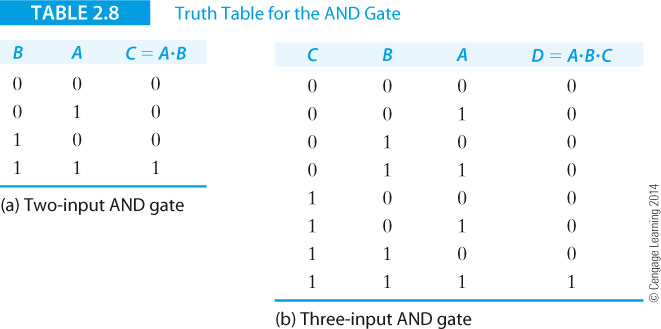 TABLE 2.8 Truth Table for the AND Gate
B A C = A·B
0 0 0
0 1 0
1 0 0
1 1 1
(a) Two-input AND gate
C B A D = A·B·C
0 0 0 0
0 0 1 0
0 1 0 0
0 1 1 0
1 0 0 0
1 0 1 0
1 1 0 0
1 1 1 1
(b) Three-input AND gate
© Cengage Learning 2014